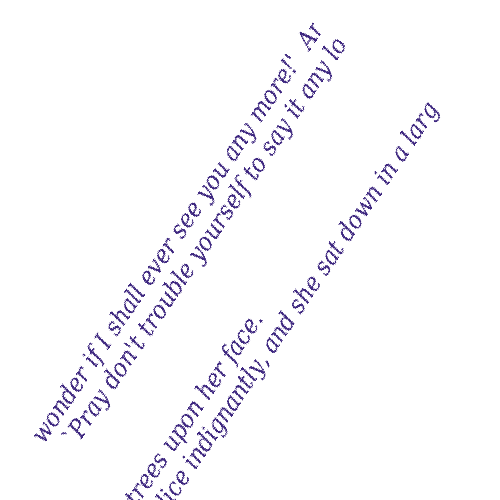 wonder if I shall ever see you any more!' Ar
`Pray don't trouble yourself to say it any lo
trees upon her face.
lice indignantly, and she sat down in a larg